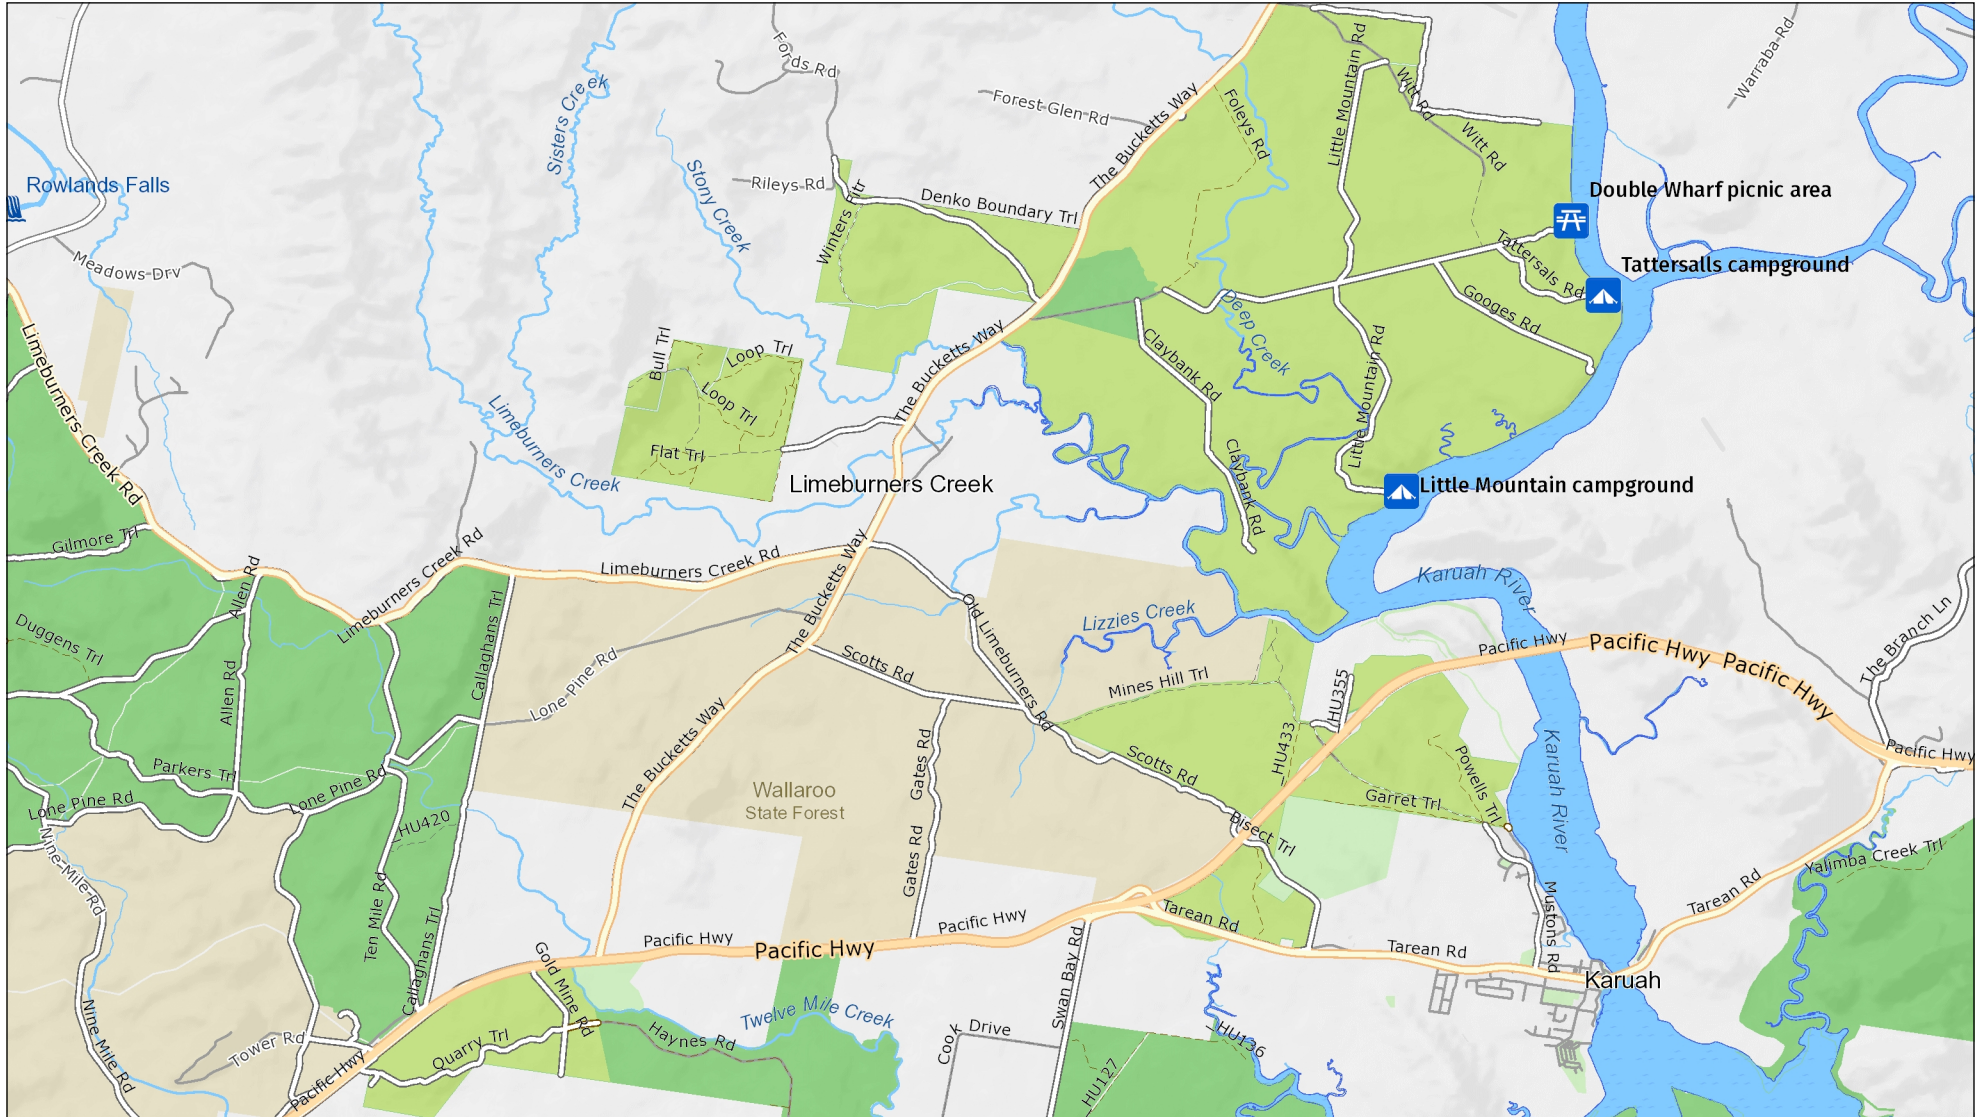 Fords Rd
Warraba Rd
Little Mountain Rd
Witt Rd
Sisters Creek
Forest Glen Rd
The Bucketts Way
Foleys Rd
Witt Rd
Rowlands Falls
Stony Creek
Rileys Rd
Denko Boundary Trl
Double Wharf picnic area
Winters Ftr
Tattersals Rd
Tattersalls campground
Meadows Drv
Googes Rd
Deep Creek
Limeburners Creek Rd
Bull Trl
Loop Trl
The Bucketts Way
Claybank Rd
Little Mountain Rd
Loop Trl
Limeburners Creek
Flat Trl
Claybank Rd
Limeburners Creek
Little Mountain campground
Gilmore Trl
Limeburners Creek Rd
Limeburners Creek Rd
The Bucketts Way
Allen Rd
Karuah River
Old Limeburners Rd
Lizzies Creek
Duggens Trl
Callaghans Trl
Lone Pine Rd
Scotts Rd
Mines Hill Trl
HU355
Pacific Hwy
Pacific Hwy
Pacific Hwy
The Branch Ln
Allen Rd
The Bucketts Way
Gates Rd
Scotts Rd
HU433
Powells Trl
Karuah River
Pacific Hwy
Parkers Trl
Lone Pine Rd
Lone Pine Rd
Wallaroo
State Forest
Garret Trl
HU420
Bisect Trl
Nine Mile Rd
Gates Rd
Yalimba Creek Trl
Ten Mile Rd
Callaghans Trl
Mustons Rd
Tarean Rd
Pacific Hwy
Pacific Hwy
Pacific Hwy
Tarean Rd
Tarean Rd
Gold Mine Rd
Swan Bay Rd
Karuah
Nine Mile Rd
Tower Rd
Quarry Trl
Haynes Rd
Twelve Mile Creek
Cook Drive
HU136
HU127
Pacific Hwy